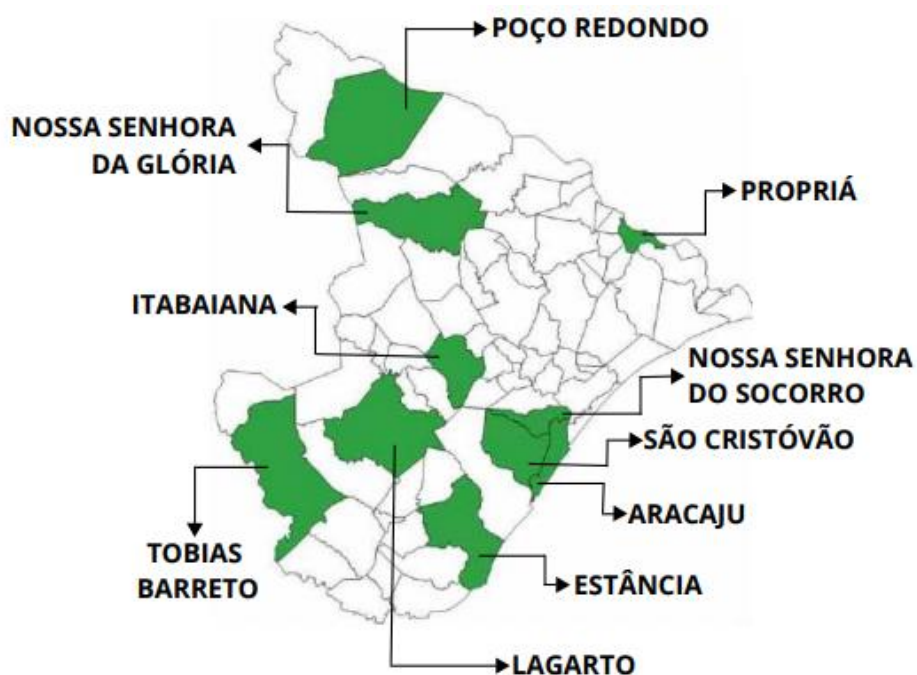 POÇO REDONDO
NOSSA SENHORA
DA GLÓRIA
PROPRIÁ
ITABAIANA
NOSSA SENHORA
DO SOCORRO
SÃO CRISTÓVÃO
ARACAJU
TOBIAS
BARRETO
ESTÂNCIA
LAGARTO